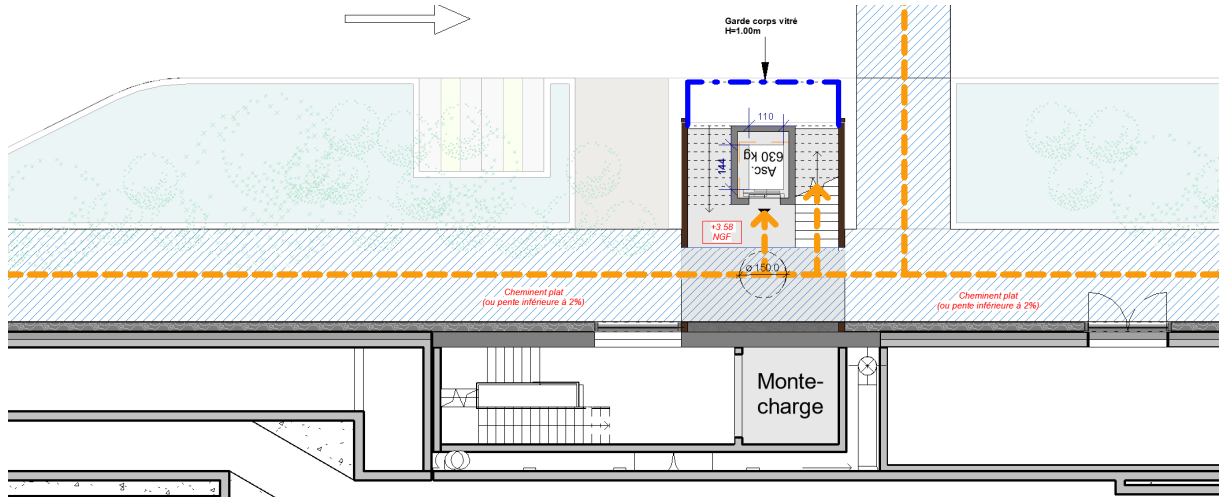 Garde corps vitré
H=1.00m
110
144
Asc.
630 kg
+3.58
NGF
ø 150.0
Cheminent plat
(ou pente inférieure à 2%)
Cheminent plat
(ou pente inférieure à 2%)
Monte-
charge